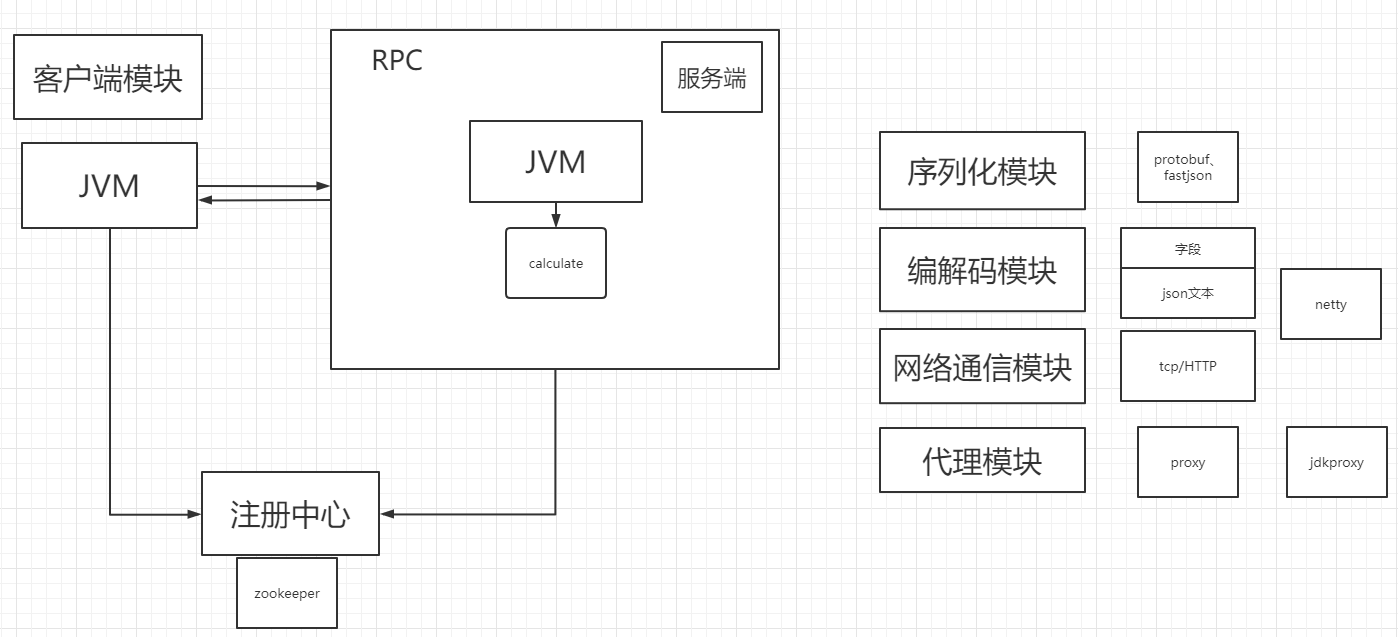 客户端模块
JVM
RPC
服务端
JVM
calculate
注册中心
zookeeper
序列化模块
protobuf、
fastjson
编解码模块
字段
json文本
netty
网络通信模块
tcp/HTTP
代理模块
proxy
jdkproxy